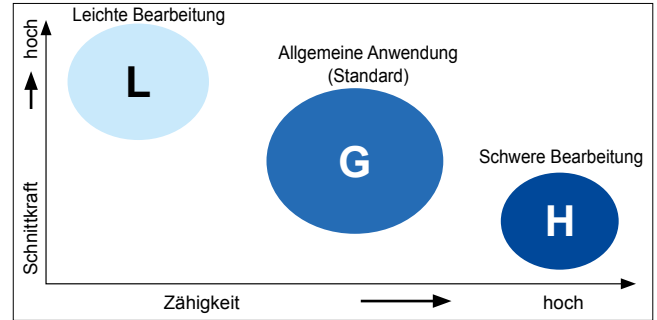 Leichte Bearbeitung
hoch
L
Allgemeine Anwendung
(Standard)
G
Schwere Bearbeitung
H
Schnittkraft
Zähigkeit
hoch